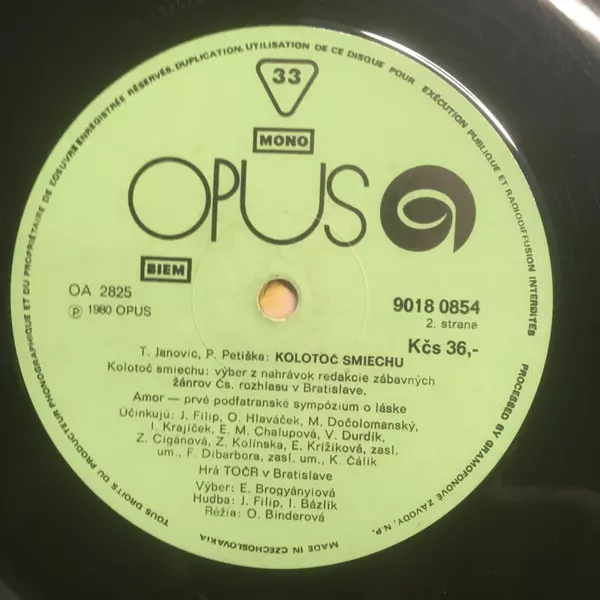 TOUS DROITS DU PRODUCTEUR PHONOGRAPHIQUE ET DU PROPRIÉTAIRE DE L'OEUVRE ENREGISTRÉE RÉSERVÉS. DUPLICATION, UTILISATION DE CE DISQUE POUR EXÉCUTION PUBLIQUE ET RADIODIFFUSION INTERDITES
33
MONO
OPUS
BIEM
OA 2825
℗ 1980 OPUS
9018 0854
2. strane
Kčs 36,-
T. Janovic, P. Petiška: KOLOTOČ SMIECHU
Kolotoč smiechu: výber z nahrávok redakcie zábavných
žánrov Čs. rozhlasu v Bratislave.
Amor — prvé podfatranské sympózium o láske
Účinkujú: J. Filip, O. Hlaváček, M. Dočolomanský,
I. Krajíček, E. M. Chalupová, V. Durdík,
Z. Cigánová, Z. Kolinska, E. Krížiková, zasl.
um., F. Dibarbora, zasl. um., K. Čálik
Hrá TOČR v Bratislave
Výber: E. Brogyányiová
Hudba: J. Filip, I. Bázlik
Réžia: O. Binderová
PROCESSED BY GRAMOFONOVÉ ZÁVODY, N.P.
MADE IN CZECHOSLOVAKIA